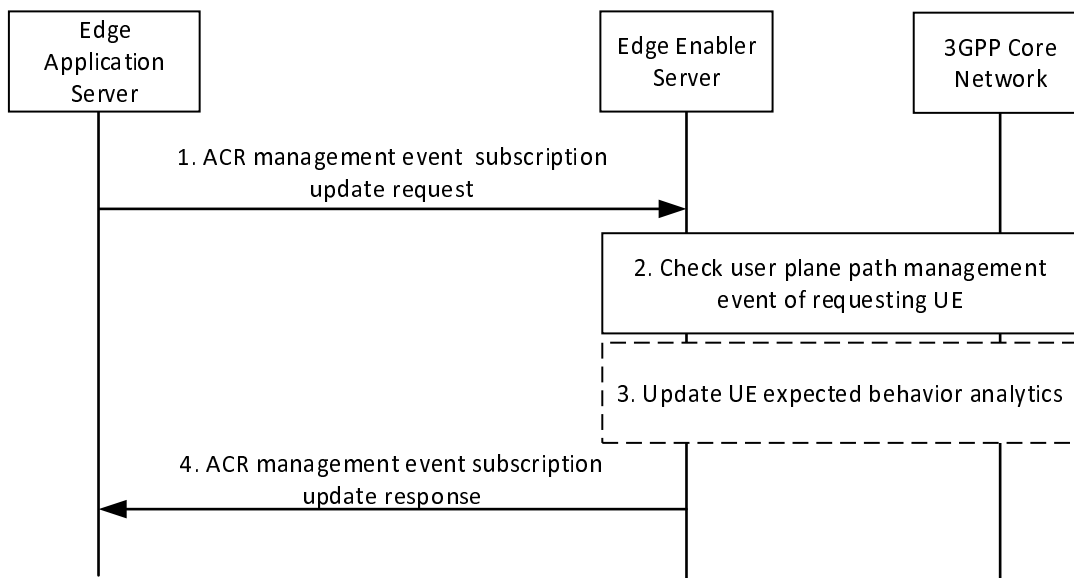 Edge
Application
Server
Edge Enabler
Server
3GPP Core
Network
1. ACR management event subscription
update request
2. Check user plane path management
event of requesting UE
3. Update UE expected behavior analytics
4. ACR management event subscription
update response